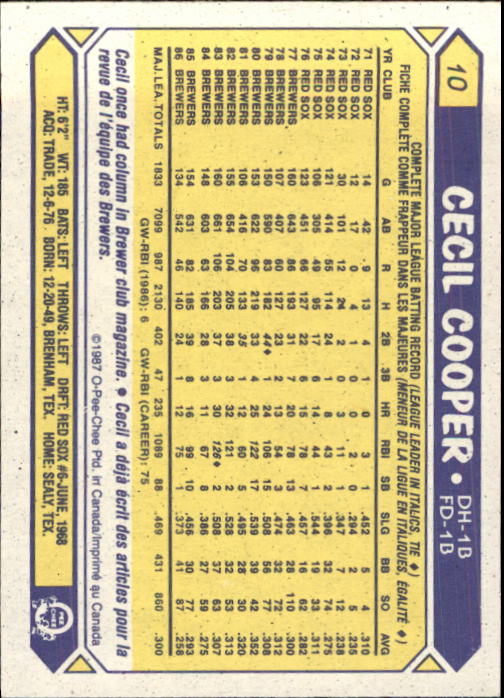 10
CECIL COOPER • DH-1B
FD-1B
COMPLETE MAJOR LEAGUE BATTING RECORD (LEAGUE LEADER IN ITALICS, TIE ♦)
FICHE COMPLÈTE COMME FRAPPEUR DANS LES MAJEURES (MENEUR DE LA LIGUE EN ITALIQUES, ÉGALITÉ ♦)
YR CLUB G AB R H 2B 3B HR RBI SB SLG BB SO AVG
71 RED SOX 14 42 9 13 4 1 0 3 1 .452 5 4 .310
72 RED SOX 12 17 0 4 1 0 0 2 0 .294 2 5 .235
73 RED SOX 30 101 12 24 2 0 3 11 1 .347 7 12 .238
74 RED SOX 121 414 55 114 24 1 8 43 2 .396 32 74 .275
75 RED SOX 106 305 49 95 17 6 14 44 1 .544 19 33 .311
76 RED SOX 123 451 66 127 22 6 15 78 7 .457 16 62 .282
77 BREWERS 160 643 86 193 31 7 20 78 13 .463 28 110 .300
78 BREWERS 107 407 60 127 23 2 13 54 3 .474 32 72 .312
79 BREWERS 150 590 83 182 44♦ 1 24 106 15 .508 56 77 .308
80 BREWERS 153 622 96 219 33 4 25 122 17 .539 39 42 .352
81 BREWERS 106 416 70 133 35 1 12 60 5 .495 28 30 .320
82 BREWERS 155 654 104 205 38 3 32 121 2 .528 32 53 .313
83 BREWERS 160 661 106 203 37 3 30 126♦ 2 .508 37 63 .307
84 BREWERS 148 603 63 166 28 3 11 67 8 .386 27 59 .275
85 BREWERS 154 631 82 185 39 8 16 99 10 .456 30 77 .293
86 BREWERS 134 542 46 140 24 1 12 75 1 .373 41 87 .258
MAJ.LEA.TOTALS 1833 7099 987 2130 402 47 235 1089 88 .469 431 860 .300
GW-RBI (1986): 6 GW-RBI (CAREER): 75
Cecil once had column in Brewer club magazine. • Cecil a déjà écrit des articles pour la
revue de l'équipe des Brewers.
©1987 O-Pee-Chee Ptd. in Canada/Imprimé au Canada
HT: 6'2" WT: 185 BATS: LEFT THROWS: LEFT DRFT: RED SOX #6-JUNE, 1968
ACQ: TRADE, 12-6-76 BORN: 12-20-49, BRENHAM, TEX. HOME: SEALY, TEX.
O
PEE
CHEE